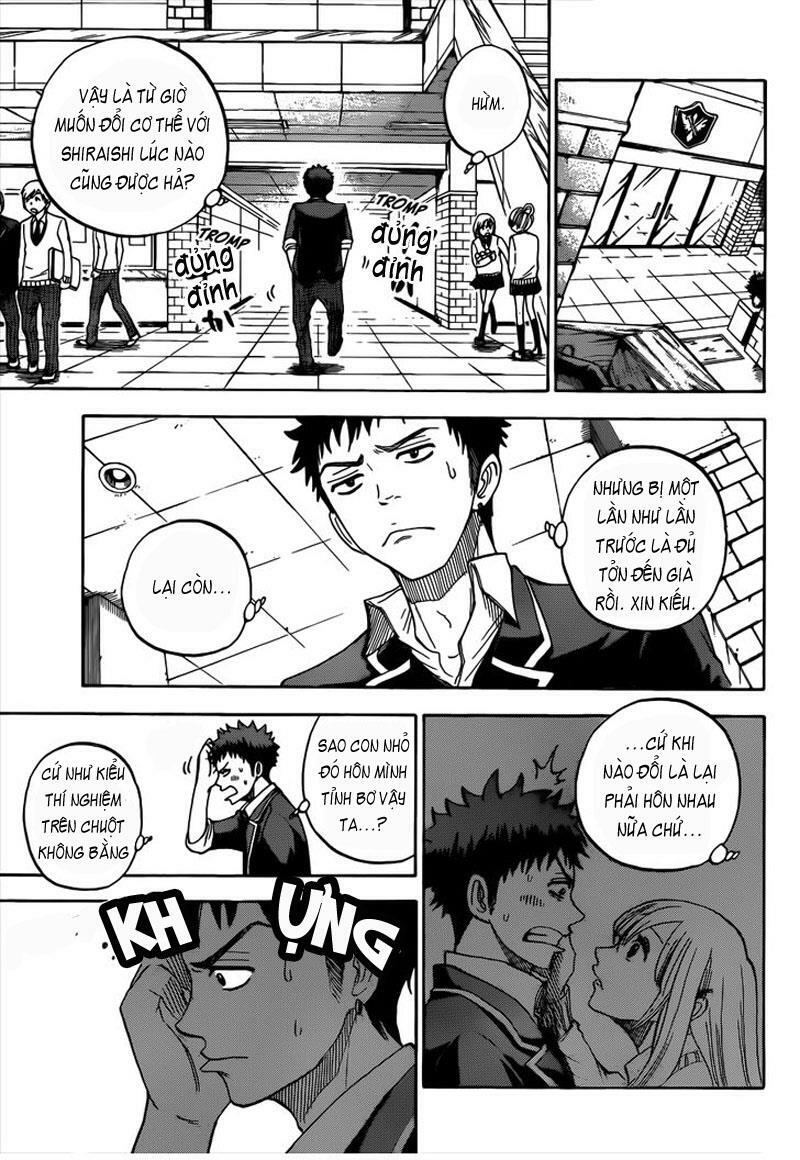 HỪM.
VẬY LÀ TỪ GIỜ
MUỐN ĐỔI CƠ THỂ VỚI
SHIRAISHI LÚC NÀO
CŨNG ĐƯỢC HẢ?
TROMP
đủng
đỉnh
TROMP
đủng
đỉnh
NHƯNG BỊ MỘT
LẦN NHƯ LẦN
TRƯỚC LÀ ĐỦ
TỞN ĐẾN GIÀ
RỒI. XIN KIẾU.
LẠI CÒN...
...CỨ KHI
NÀO ĐỔI LÀ LẠI
PHẢI HÔN NHAU
NỮA CHỨ...
SAO CON NHỎ
ĐÓ HÔN MÌNH
TỈNH BƠ VẬY
TA...?
CỨ NHƯ KIỂU
THÍ NGHIỆM
TRÊN CHUỘT
KHÔNG BẰNG
KHỰNG